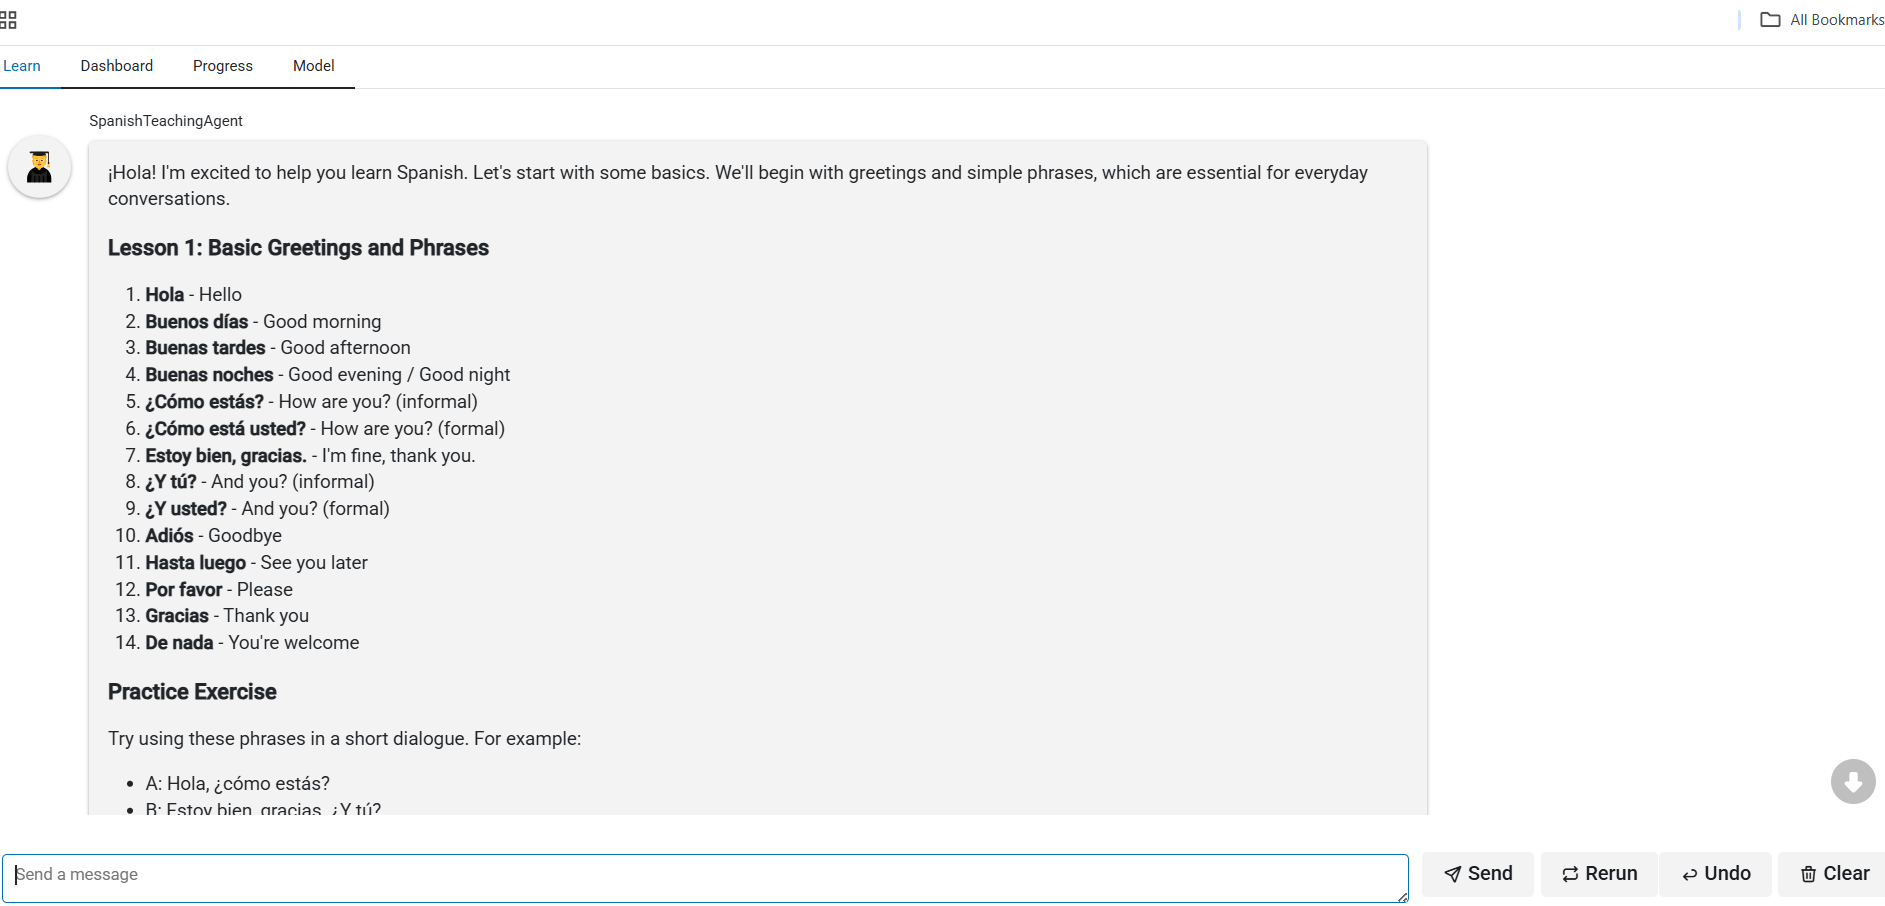 All Bookmarks
Learn Dashboard Progress Model
SpanishTeachingAgent
¡Hola! I'm excited to help you learn Spanish. Let's start with some basics. We'll begin with greetings and simple phrases, which are essential for everyday
conversations.
Lesson 1: Basic Greetings and Phrases
1. Hola - Hello
2. Buenos días - Good morning
3. Buenas tardes - Good afternoon
4. Buenas noches - Good evening / Good night
5. ¿Cómo estás? - How are you? (informal)
6. ¿Cómo está usted? - How are you? (formal)
7. Estoy bien, gracias. - I'm fine, thank you.
8. ¿Y tú? - And you? (informal)
9. ¿Y usted? - And you? (formal)
10. Adiós - Goodbye
11. Hasta luego - See you later
12. Por favor - Please
13. Gracias - Thank you
14. De nada - You're welcome
Practice Exercise
Try using these phrases in a short dialogue. For example:
• A: Hola, ¿cómo estás?
• B: Estoy bien, gracias. ¿Y tú?
Send a message
Send Rerun Undo Clear